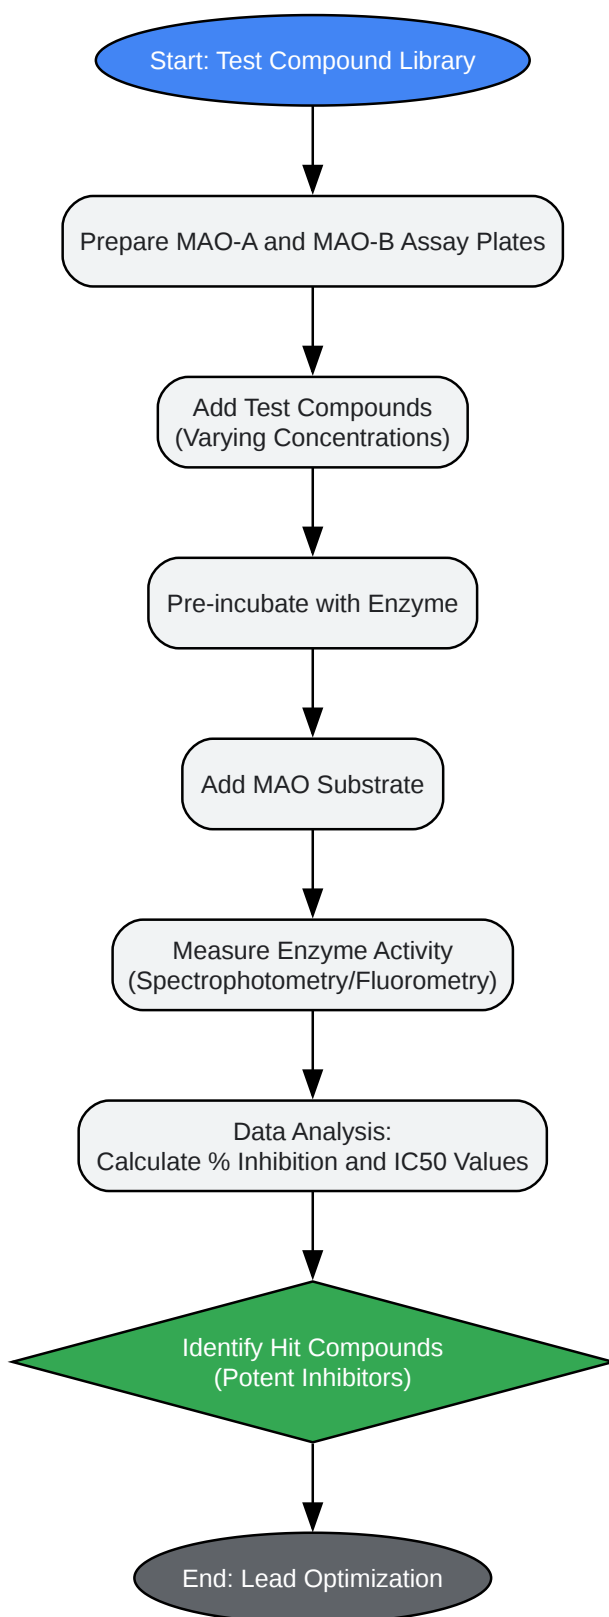 Start: Test Compound Library
Prepare MAO-A and MAO-B Assay Plates
Add Test Compounds
(Varying Concentrations)
Pre-incubate with Enzyme
Add MAO Substrate
Measure Enzyme Activity
(Spectrophotometry/Fluorometry)
Data Analysis:
Calculate % Inhibition and IC50 Values
Identify Hit Compounds
(Potent Inhibitors)
End: Lead Optimization